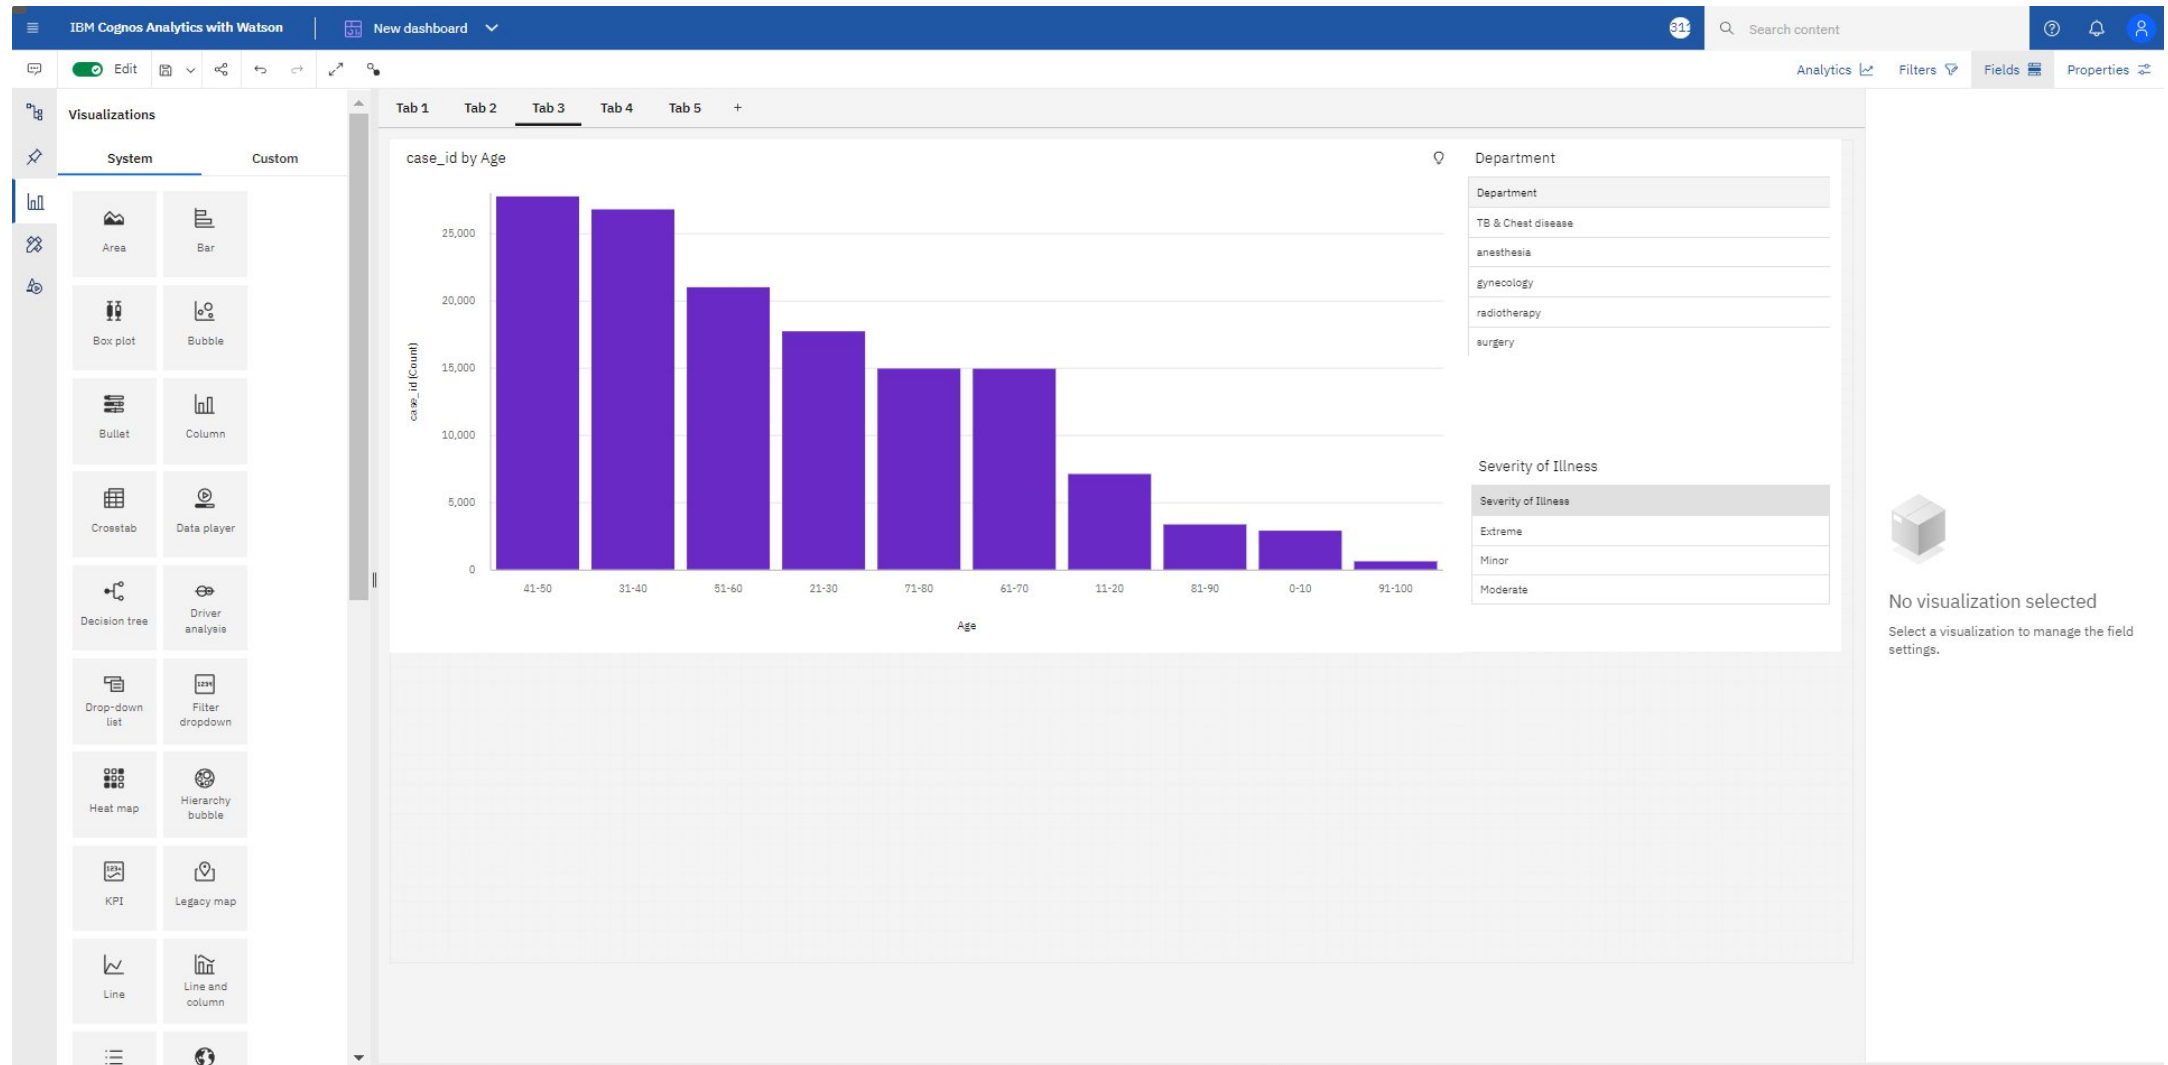 IBM Cognos Analytics with Watson
New dashboard
311
Search content
Edit
Analytics
Filters
Fields
Properties
Visualizations
System
Custom
Area
Bar
Box plot
Bubble
Bullet
Column
Crosstab
Data player
Decision tree
Driver
analysis
Drop-down
list
Filter
dropdown
Heat map
Hierarchy
bubble
KPI
Legacy map
Line
Line and
column
Tab 1
Tab 2
Tab 3
Tab 4
Tab 5
+
case_id by Age
case_id (Count)
25,000
20,000
15,000
10,000
5,000
0
41-50
31-40
51-60
21-30
71-80
61-70
11-20
81-90
0-10
91-100
Age
Department
Department
TB & Chest disease
anesthesia
gynecology
radiotherapy
surgery
Severity of Illness
Severity of Illness
Extreme
Minor
Moderate
No visualization selected
Select a visualization to manage the field
settings.